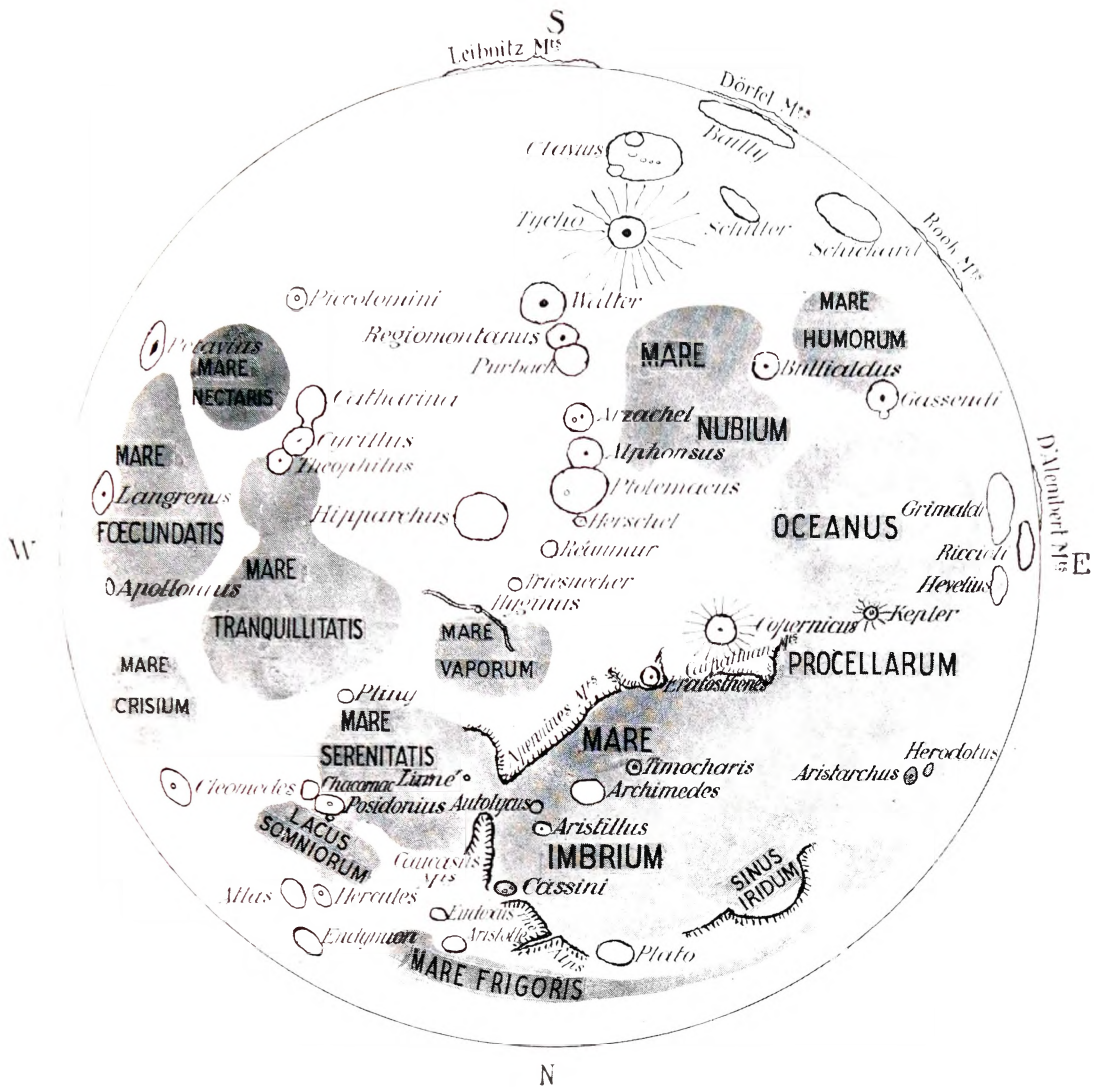 S
Leibnitz Mts
Dörfel Mts
Bailly
Clavius
Tycho
Schiller
Schickard
Rook Mts
Piccolomini
Walter
MARE
HUMORUM
Regiomontanus
Petavius
MARE
NECTARIS
Purbach
MARE
Bullialdus
Catharina
Gassendi
Arzachel
NUBIUM
Cyrillus
Theophilus
Alphonsus
MARE
Langrenus
Ptolemaeus
FŒCUNDATIS
Hipparchus
Herschel
OCEANUS
Grimaldi
D'Alembert Mts
W
Réaumur
Riccioli
E
MARE
Apollonius
Triesnecker
Hevelius
Hyginus
TRANQUILLITATIS
MARE
VAPORUM
Copernicus
Kepler
MARE
CRISIUM
Carpathian Mts
PROCELLARUM
Eratosthenes
Pliny
MARE
SERENITATIS
Apennines Mts
MARE
Timocharis
Herodotus
Aristarchus
Cleomedes
Chacornac
Linné
Archimedes
Posidonius
Autolycus
LACUS
SOMNIORUM
Aristillus
IMBRIUM
Caucasus
Mts
Cassini
SINUS
IRIDUM
Atlas
Hercules
Eudoxus
Endymion
Aristotle
The
Alps
Plato
MARE FRIGORIS
N